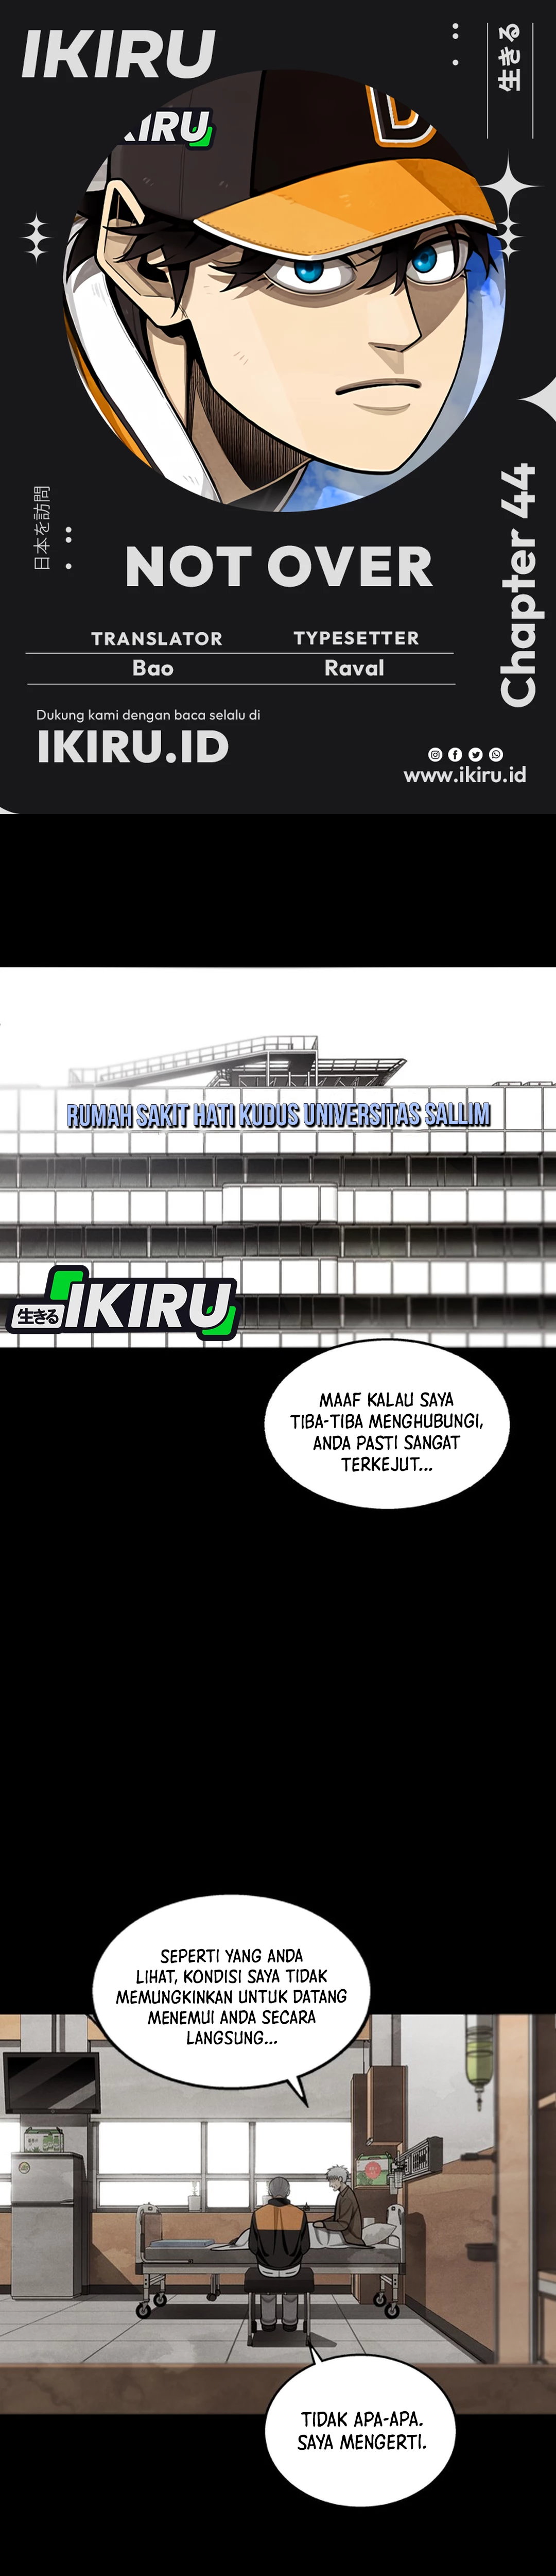 IKIRU
生きる
IKIRU
日本を訪問
Chapter 44
NOT OVER
TRANSLATOR
TYPESETTER
Bao
Raval
Dukung kami dengan baca selalu di
IKIRU.ID
www.ikiru.id
RUMAH SAKIT HATI KUDUS UNIVERSITAS SALLIM
生きる IKIRU
MAAF KALAU SAYA
TIBA-TIBA MENGHUBUNGI,
ANDA PASTI SANGAT
TERKEJUT...
SEPERTI YANG ANDA
LIHAT, KONDISI SAYA TIDAK
MEMUNGKINKAN UNTUK DATANG
MENEMUI ANDA SECARA
LANGSUNG...
TIDAK APA-APA.
SAYA MENGERTI.